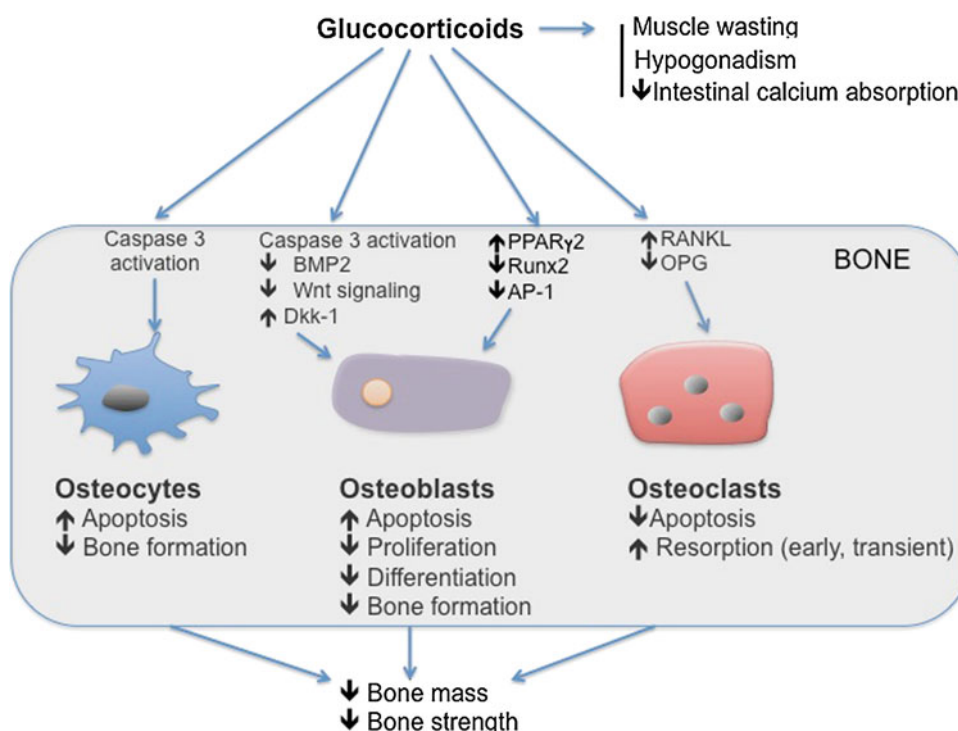 Glucocorticoids
Muscle wasting
Hypogonadism
↓Intestinal calcium absorption
BONE
Caspase 3
activation
Caspase 3 activation
↓ BMP2
↓ Wnt signaling
↑ Dkk-1
↑PPARγ2
↓Runx2
↓AP-1
↑RANKL
↓OPG
Osteocytes
↑ Apoptosis
↓ Bone formation
Osteoblasts
↑ Apoptosis
↓ Proliferation
↓ Differentiation
↓ Bone formation
Osteoclasts
↓Apoptosis
↑ Resorption (early, transient)
↓ Bone mass
↓ Bone strength